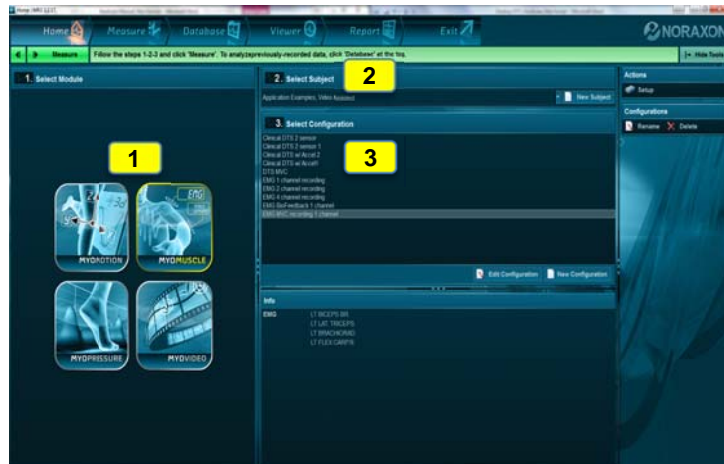 Home Measure Database Viewer Report Exit
NORAXON
Measure Follow the steps 1-2-3 and click 'Measure'. To analyzepreviously-recorded data, click 'Database' at the top.
Hide Tools
1. Select Module
1
MYOMOTION
MYOMUSCLE
EMG
MYOPRESSURE
MYOVIDEO
2. Select Subject
2
Application Examples, Video Assisted
New Subject
3. Select Configuration
3
Clinical DTS 2 sensor
Clinical DTS 2 sensor 1
Clinical DTS w/ Accel 2
Clinical DTS w/ Accel1
DTS MVC
EMG 1 channel recording
EMG 2 channel recording
EMG 4 channel recording
EMG BioFeedback 1 channel
EMG MVC recording 1 channel
Edit Configuration New Configuration
Info
EMG LT BICEPS BR.
LT LAT. TRICEPS
LT BRACHIORAD.
LT FLEX.CARP.R.
Actions
Setup
Configurations
Rename Delete